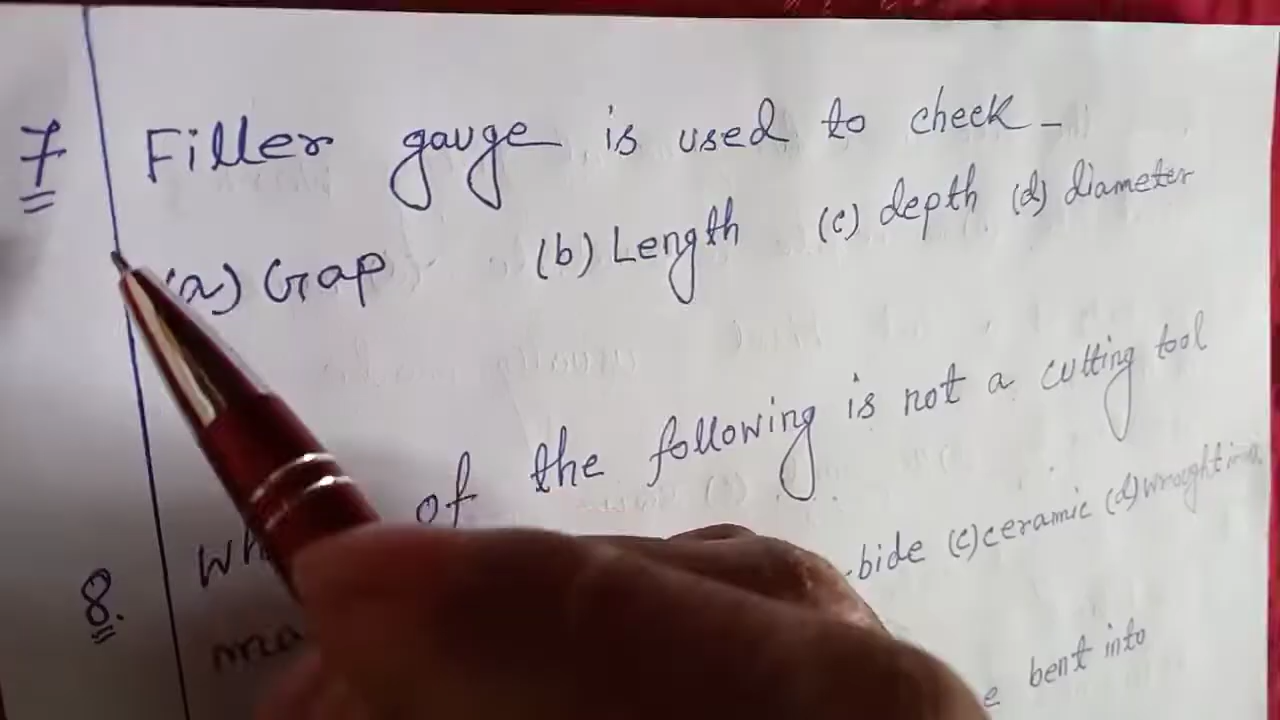 7 Filler gauge is used to check -
(a) Gap (b) Length (c) depth (d) diameter
8. of the following is not a cutting tool
(c) ceramic (d) wrought
bent into